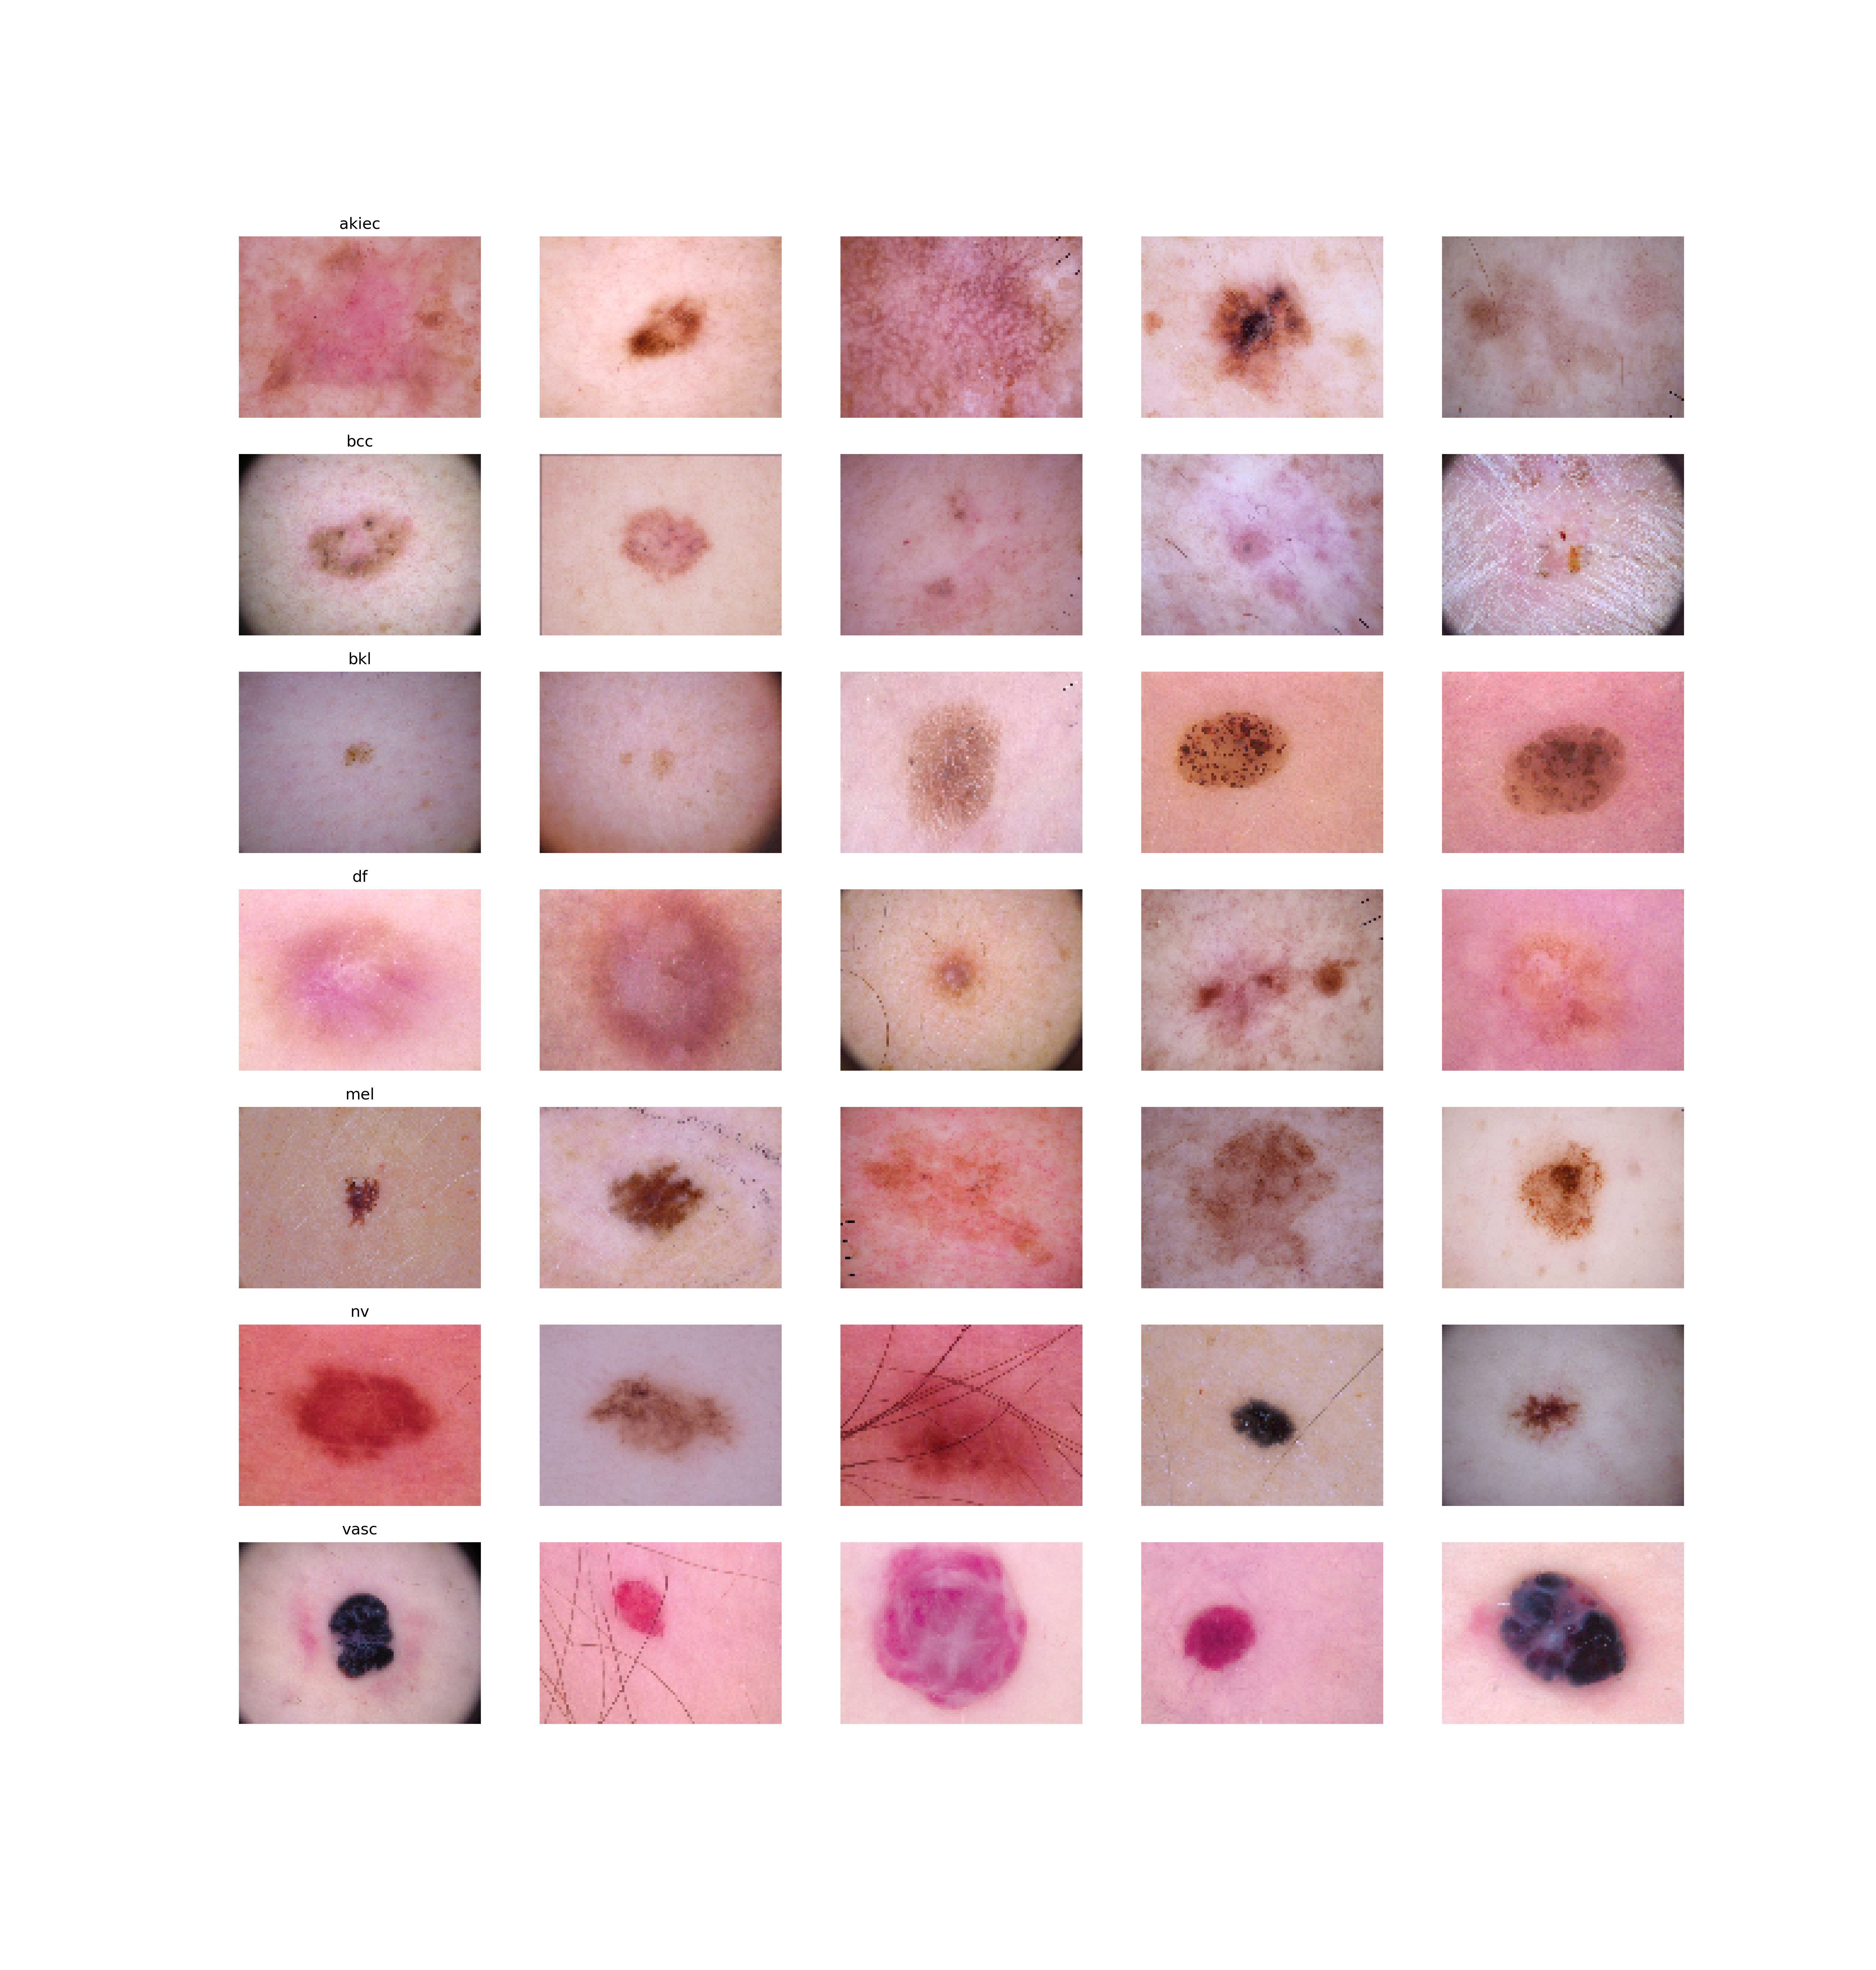 akiec
bcc
bkl
df
mel
nv
vasc